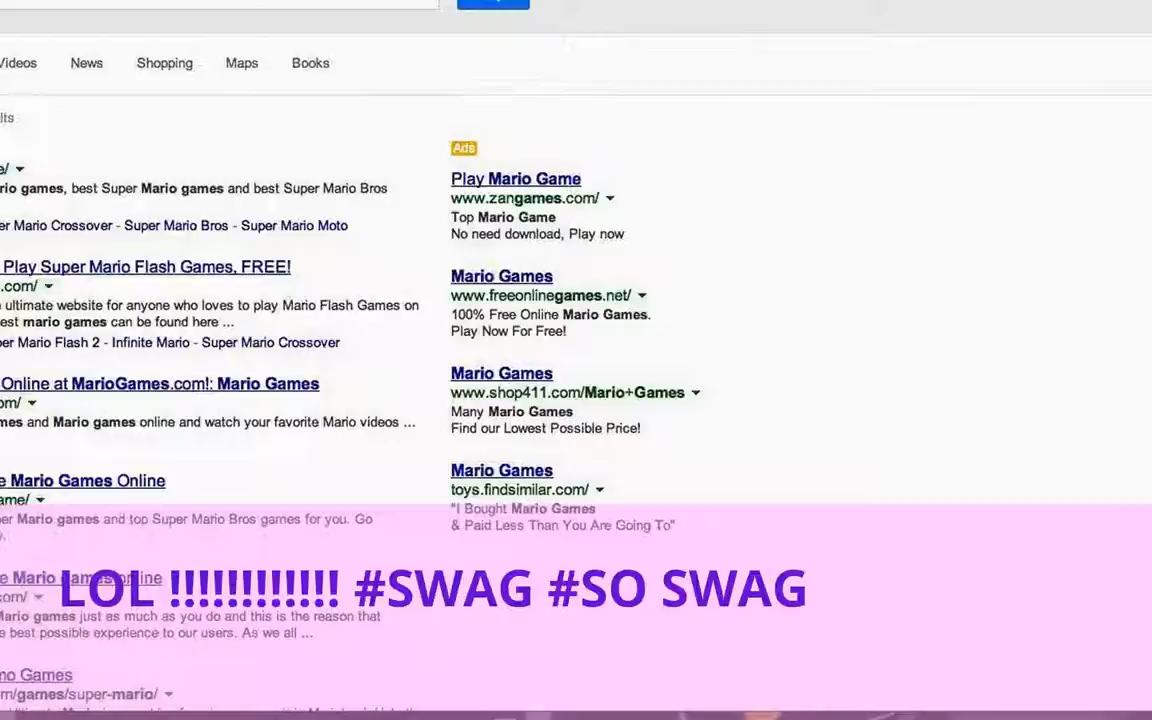 Videos News Shopping Maps Books
lts
e/
rio games, best Super Mario games and best Super Mario Bros
er Mario Crossover - Super Mario Bros - Super Mario Moto
Play Super Mario Flash Games, FREE!
.com/
ultimate website for anyone who loves to play Mario Flash Games on
est mario games can be found here ...
er Mario Flash 2 - Infinite Mario - Super Mario Crossover
Online at MarioGames.com!: Mario Games
om/
mes and Mario games online and watch your favorite Mario videos ...
e Mario Games Online
ame/
er Mario games and top Super Mario Bros games for you. Go
e Mario Games online
com/
Mario games just as much as you do and this is the reason that
e best possible experience to our users. As we all ...
mo Games
m/games/super-mario/
Ads
Play Mario Game
www.zangames.com/
Top Mario Game
No need download, Play now
Mario Games
www.freeonlinegames.net/
100% Free Online Mario Games.
Play Now For Free!
Mario Games
www.shop411.com/Mario+Games
Many Mario Games
Find our Lowest Possible Price!
Mario Games
toys.findsimilar.com/
"I Bought Mario Games
& Paid Less Than You Are Going To"
LOL !!!!!!!!!!!! #SWAG #SO SWAG